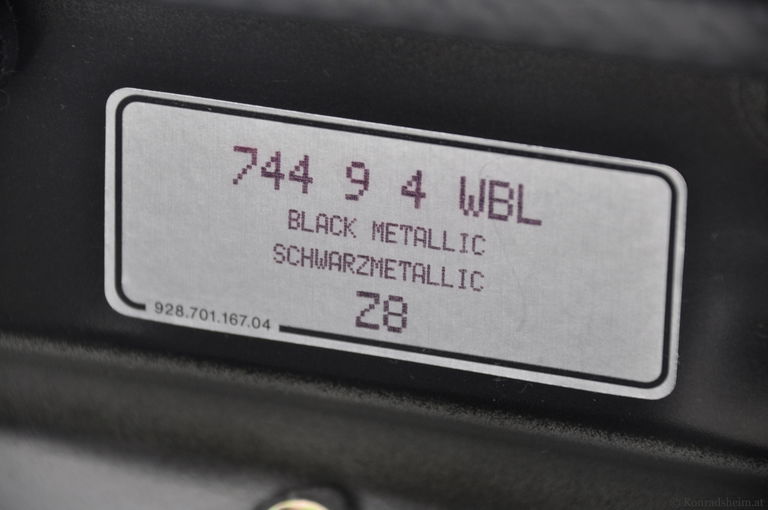 744 9 4 WBL
BLACK METALLIC
SCHWARZMETALLIC
Z8
928.701.167.04
© Konradsheim.at